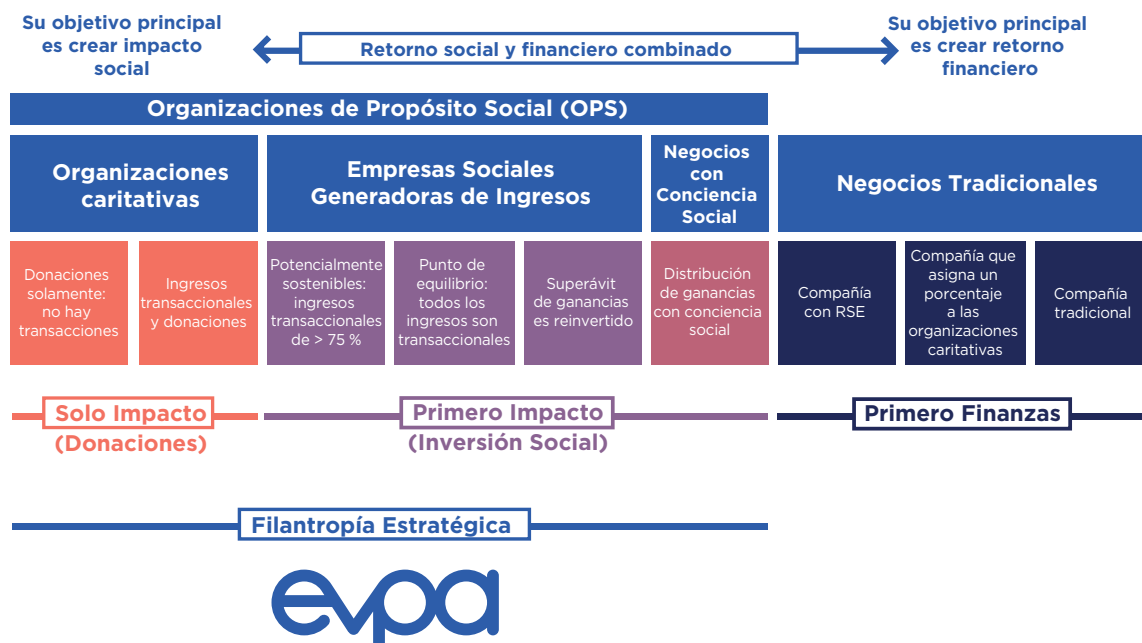 Su objetivo principal
es crear impacto
social
Retorno social y financiero combinado
Su objetivo principal
es crear retorno
financiero
Organizaciones de Propósito Social (OPS)
Organizaciones
caritativas
Empresas Sociales
Generadoras de Ingresos
Negocios
con
Conciencia
Social
Negocios Tradicionales
Donaciones
solamente:
no hay
transacciones
Ingresos
transaccionales
y donaciones
Potencialmente
sostenibles:
ingresos
transaccionales
de > 75 %
Punto de
equilibrio:
todos los
ingresos son
transaccionales
Superávit
de ganancias
es reinvertido
Distribución
de ganancias
con conciencia
social
Compañía
con RSE
Compañía que
asigna un
porcentaje
a las
organizaciones
caritativas
Compañía
tradicional
Solo Impacto
(Donaciones)
Primero Impacto
(Inversión Social)
Primero Finanzas
Filantropía Estratégica
evpa